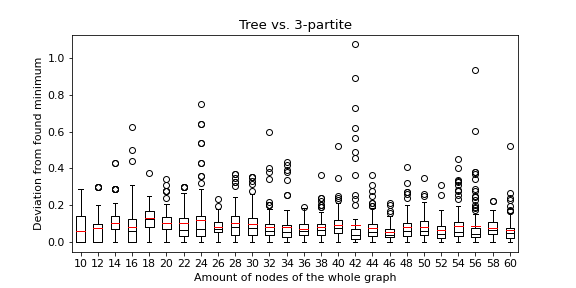 Tree vs. 3-partite
Deviation from found minimum
1.0
0.8
0.6
0.4
0.2
0.0
10 12 14 16 18 20 22 24 26 28 30 32 34 36 38 40 42 44 46 48 50 52 54 56 58 60
Amount of nodes of the whole graph